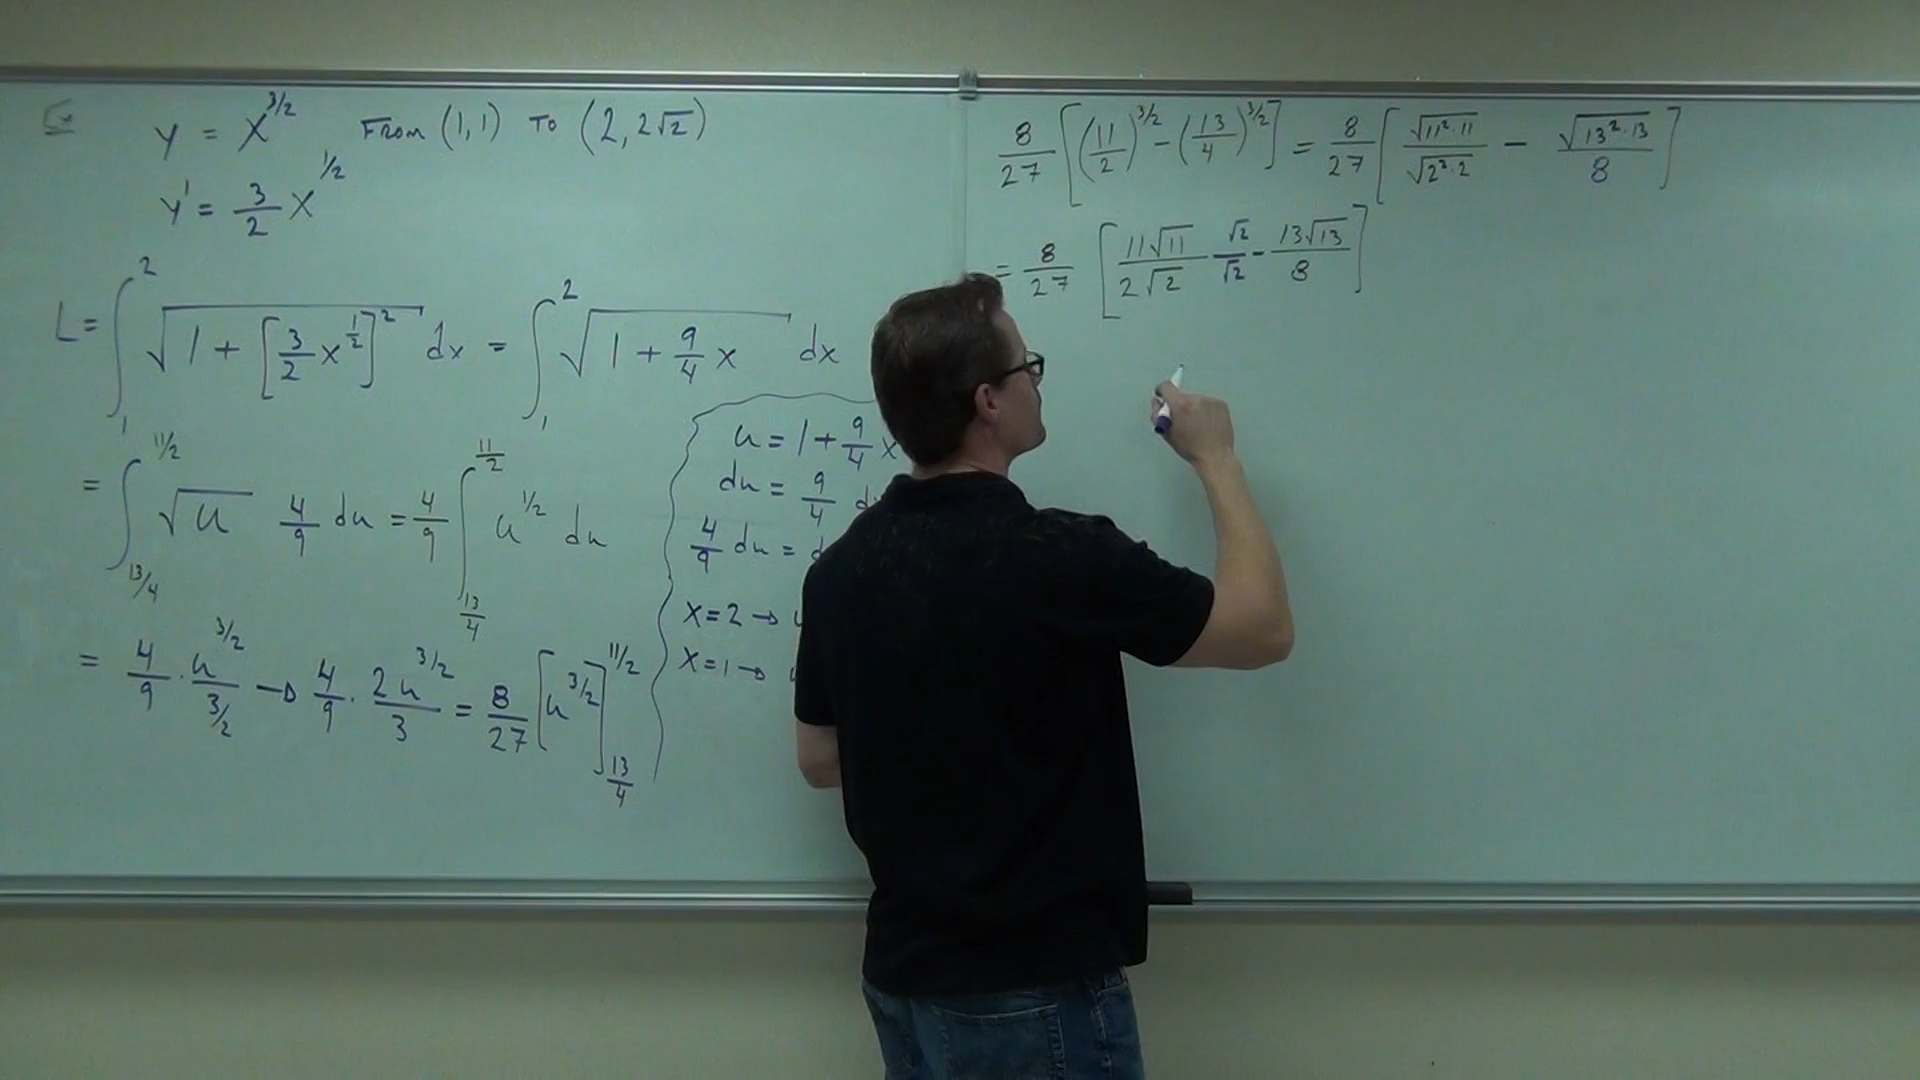 Ex y = x^{3/2} From (1,1) to (2, 2√2)
y' = 3/2 x^{1/2}
L = ∫_1^2 √(1 + [3/2 x^{1/2}]^2) dx = ∫_1^2 √(1 + 9/4 x) dx
= ∫_{13/4}^{11/2} √u 4/9 du = 4/9 ∫_{13/4}^{11/2} u^{1/2} du
= 4/9 · u^{3/2}/(3/2) → 4/9 · 2u^{3/2}/3 = 8/27 [u^{3/2}]_{13/4}^{11/2}
u = 1 + 9/4 x
du = 9/4
4/9 du =
x=2 →
x=1 →
8/27 [(11/2)^{3/2} - (13/4)^{3/2}] = 8/27 [√(11²·11)/√(2²·2) - √(13²·13)/8]
= 8/27 [11√11/(2√2) √2/√2 - 13√13/8]